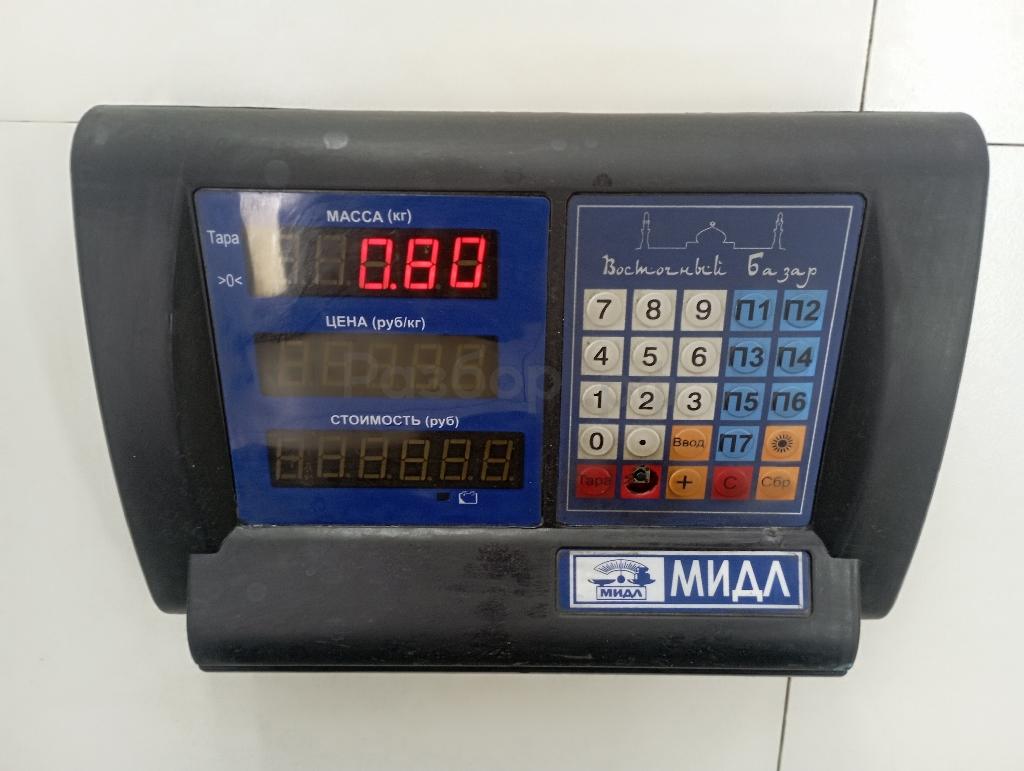 МАССА (кг)
Тара
>0<
0.80
ЦЕНА (руб/кг)
СТОИМОСТЬ (руб)
Восточный Базар
7 8 9 П1 П2
4 5 6 П3 П4
1 2 3 П5 П6
0 . Ввод П7
Тара + С Сбр
МИДЛ
МИДЛ
Разбор